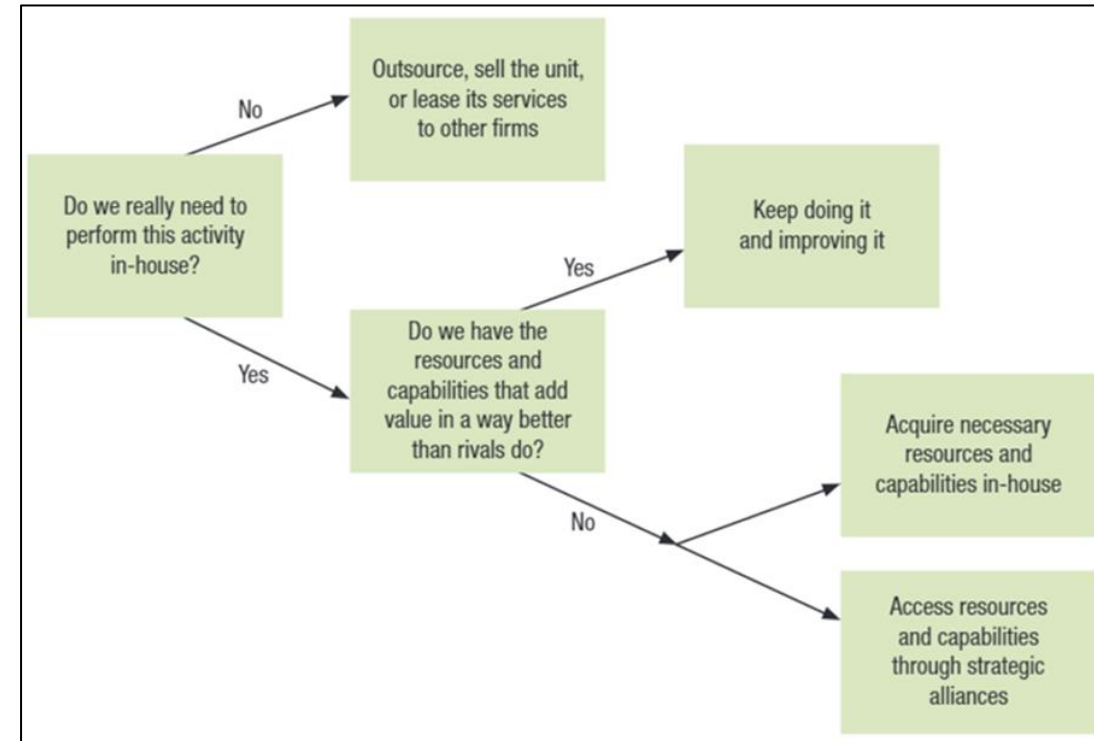 Outsource, sell the unit,
or lease its services
to other firms
No
Do we really need to
perform this activity
in-house?
Yes
Keep doing it
and improving it
Yes
Do we have the
resources and
capabilities that add
value in a way better
than rivals do?
No
Acquire necessary
resources and
capabilities in-house
Access resources
and capabilities
through strategic
alliances